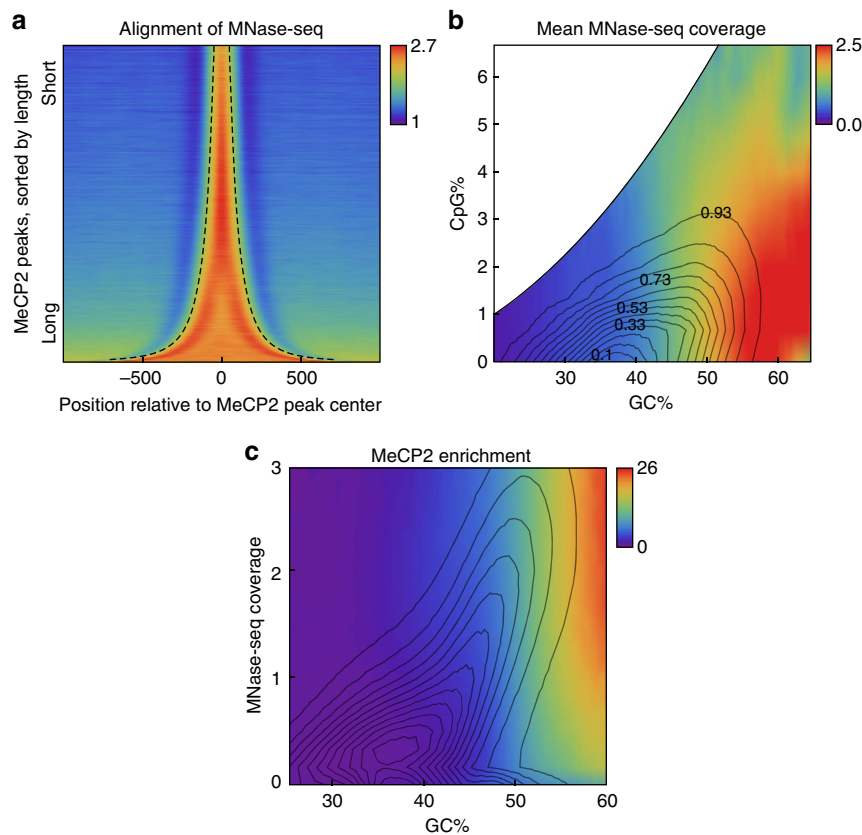 a
Alignment of MNase-seq
MeCP2 peaks, sorted by length
Short
Long
2.7
1
−500
0
500
Position relative to MeCP2 peak center
b
Mean MNase-seq coverage
2.5
0.0
CpG%
6
5
4
3
2
1
0
0.93
0.73
0.53
0.33
0.1
30
40
50
60
GC%
c
MeCP2 enrichment
26
0
MNase-seq coverage
3
2
1
0
30
40
50
60
GC%